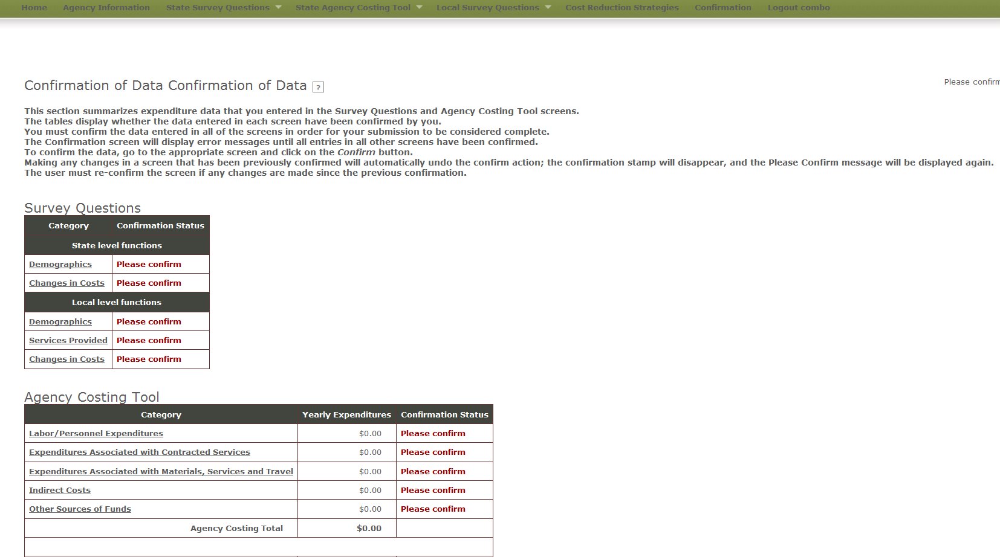 Home Agency Information State Survey Questions State Agency Costing Tool Local Survey Questions Cost Reduction Strategies Confirmation Logout combo
Confirmation of Data Confirmation of Data ?
Please confirm
This section summarizes expenditure data that you entered in the Survey Questions and Agency Costing Tool screens.
The tables display whether the data entered in each screen have been confirmed by you.
You must confirm the data entered in all of the screens in order for your submission to be considered complete.
The Confirmation screen will display error messages until all entries in all other screens have been confirmed.
To confirm the data, go to the appropriate screen and click on the Confirm button.
Making any changes in a screen that has been previously confirmed will automatically undo the confirm action; the confirmation stamp will disappear, and the Please Confirm message will be displayed again.
The user must re-confirm the screen if any changes are made since the previous confirmation.
Survey Questions
Category Confirmation Status
State level functions
Demographics Please confirm
Changes in Costs Please confirm
Local level functions
Demographics Please confirm
Services Provided Please confirm
Changes in Costs Please confirm
Agency Costing Tool
Category Yearly Expenditures Confirmation Status
Labor/Personnel Expenditures $0.00 Please confirm
Expenditures Associated with Contracted Services $0.00 Please confirm
Expenditures Associated with Materials, Services and Travel $0.00 Please confirm
Indirect Costs $0.00 Please confirm
Other Sources of Funds $0.00 Please confirm
Agency Costing Total $0.00